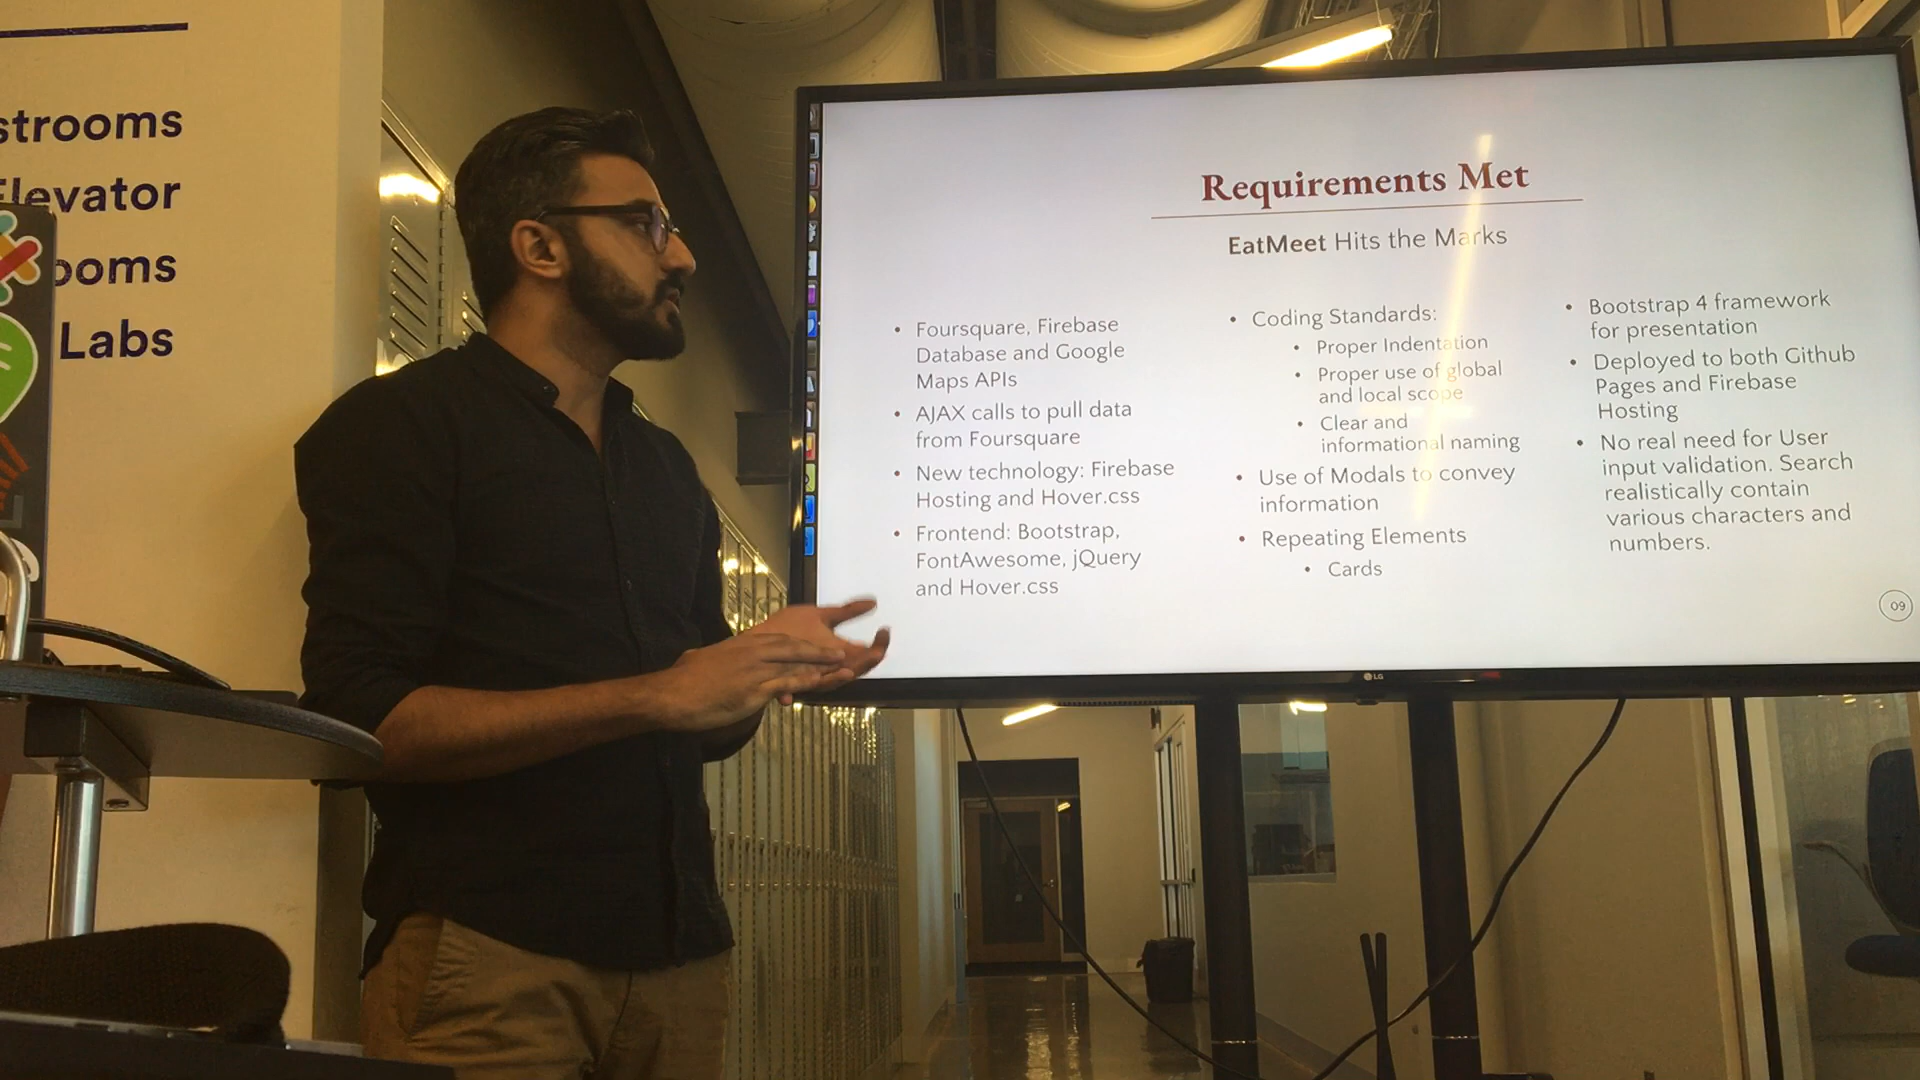 strooms
Elevator
ooms
Labs
Requirements Met
EatMeet Hits the Marks
• Foursquare, Firebase
Database and Google
Maps APIs
• AJAX calls to pull data
from Foursquare
• New technology: Firebase
Hosting and Hover.css
• Frontend: Bootstrap,
FontAwesome, jQuery
and Hover.css
• Coding Standards:
• Proper Indentation
• Proper use of global
and local scope
• Clear and
informational naming
• Use of Modals to convey
information
• Repeating Elements
• Cards
• Bootstrap 4 framework
for presentation
• Deployed to both Github
Pages and Firebase
Hosting
• No real need for User
input validation. Search
realistically contain
various characters and
numbers.
09
LG